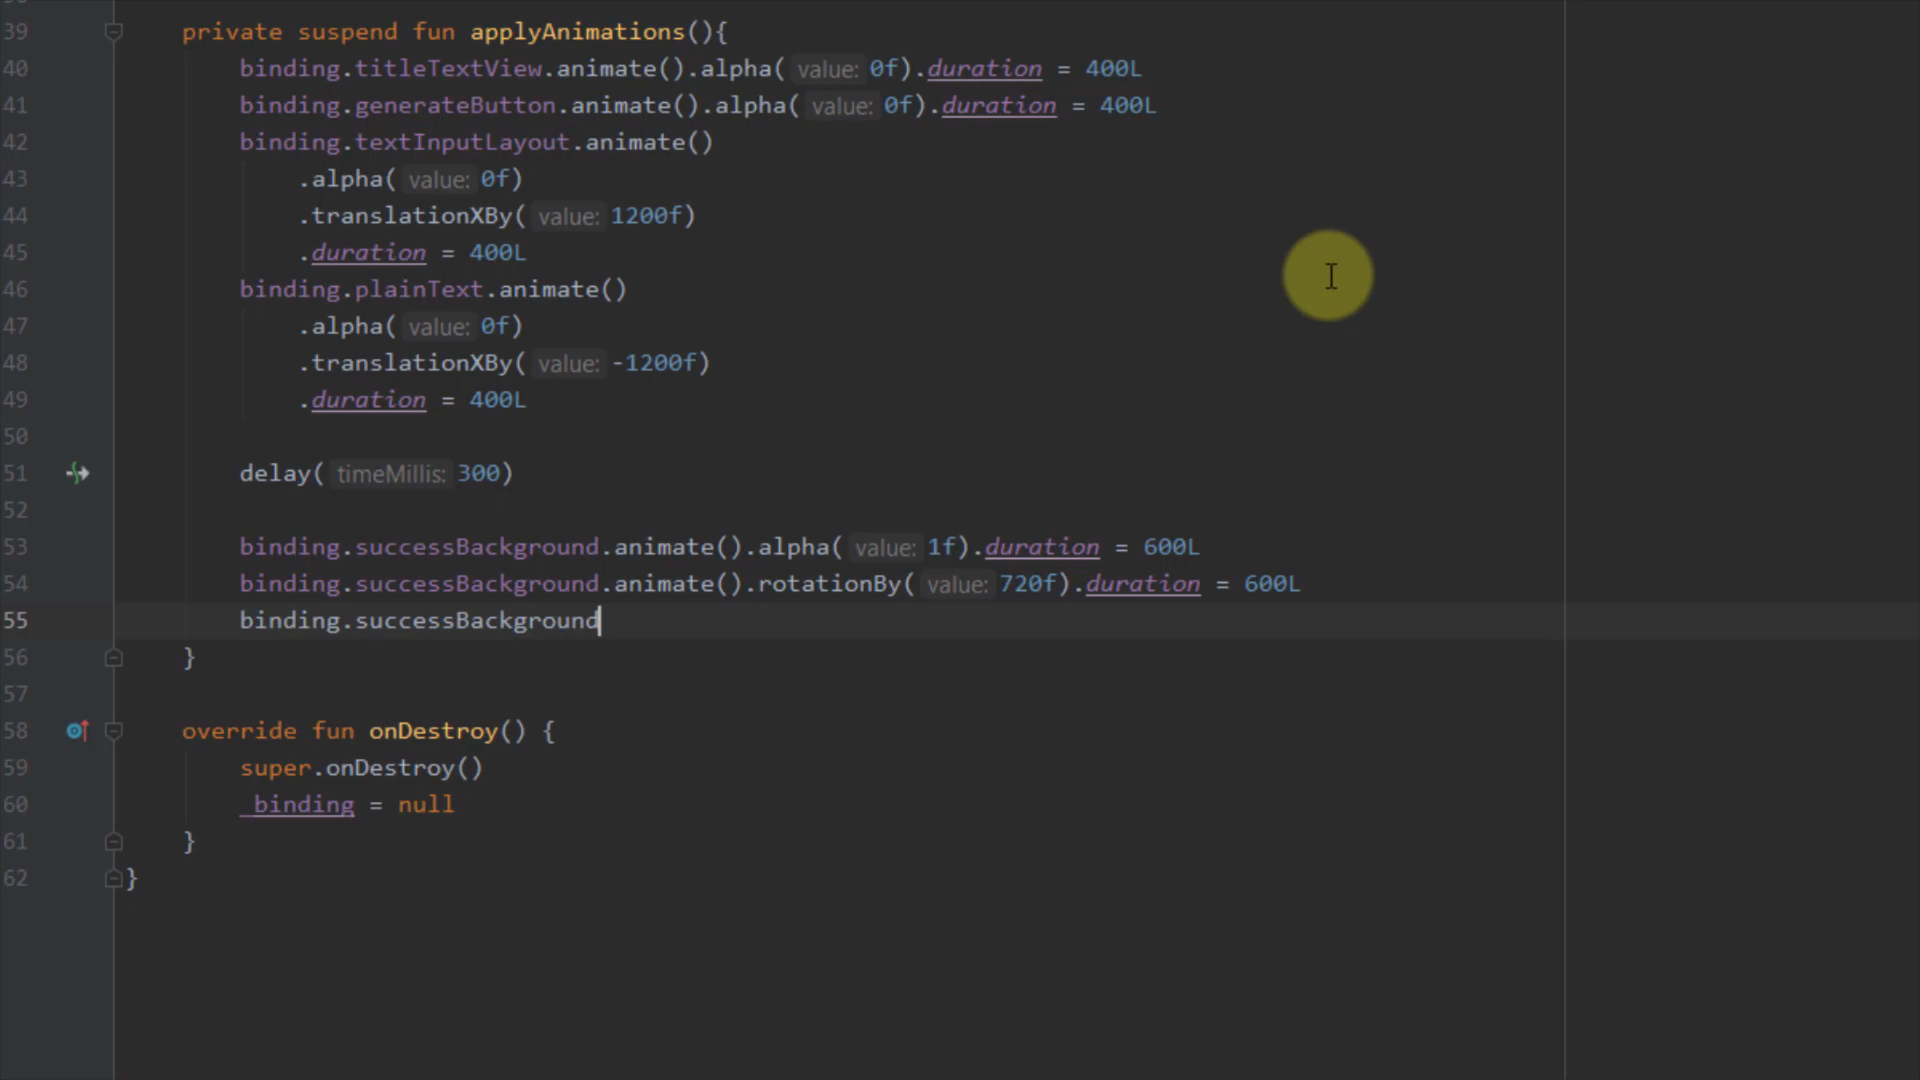 39 private suspend fun applyAnimations(){
40 binding.titleTextView.animate().alpha( value: 0f).duration = 400L
41 binding.generateButton.animate().alpha( value: 0f).duration = 400L
42 binding.textInputLayout.animate()
43 .alpha( value: 0f)
44 .translationXBy( value: 1200f)
45 .duration = 400L
46 binding.plainText.animate()
47 .alpha( value: 0f)
48 .translationXBy( value: -1200f)
49 .duration = 400L
50
51 delay( timeMillis: 300)
52
53 binding.successBackground.animate().alpha( value: 1f).duration = 600L
54 binding.successBackground.animate().rotationBy( value: 720f).duration = 600L
55 binding.successBackground
56 }
57
58 override fun onDestroy() {
59 super.onDestroy()
60 _binding = null
61 }
62 }